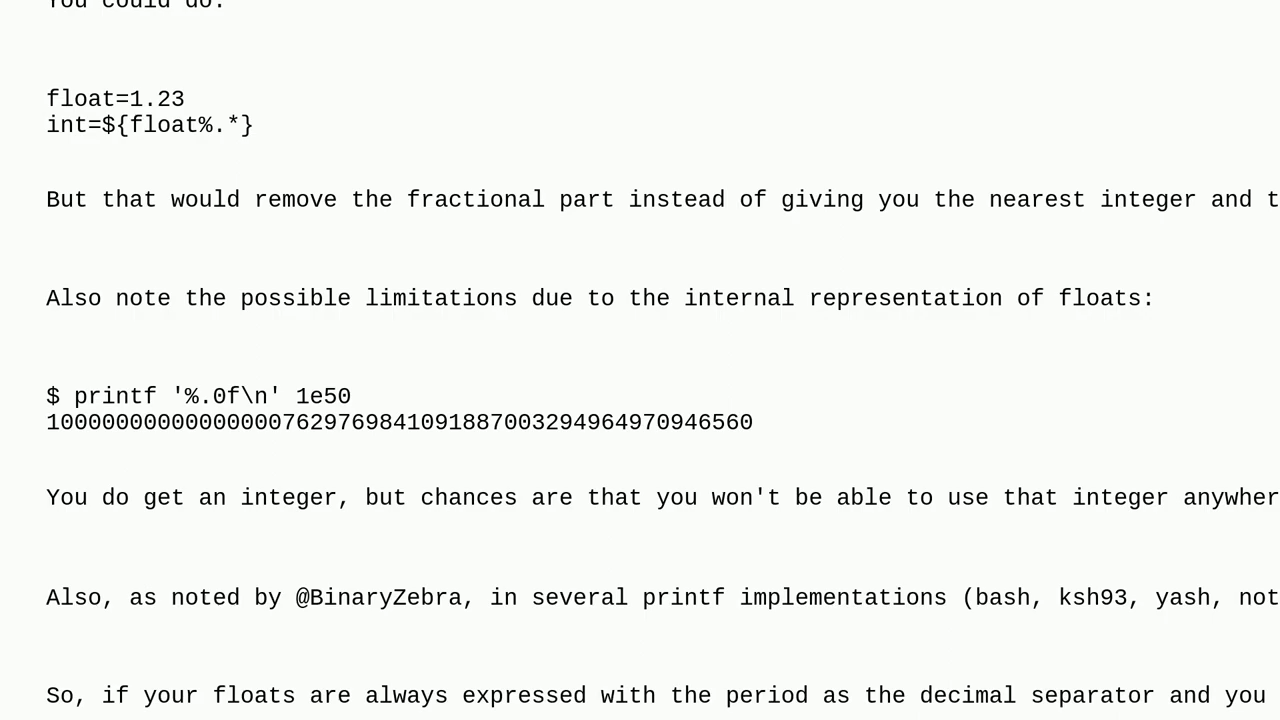 You could do:
float=1.23
int=${float%.*}
But that would remove the fractional part instead of giving you the nearest integer and t
Also note the possible limitations due to the internal representation of floats:
$ printf '%.0f\n' 1e50
100000000000000007629769841091887003294964970946560
You do get an integer, but chances are that you won't be able to use that integer anywher
Also, as noted by @BinaryZebra, in several printf implementations (bash, ksh93, yash, not
So, if your floats are always expressed with the period as the decimal separator and you